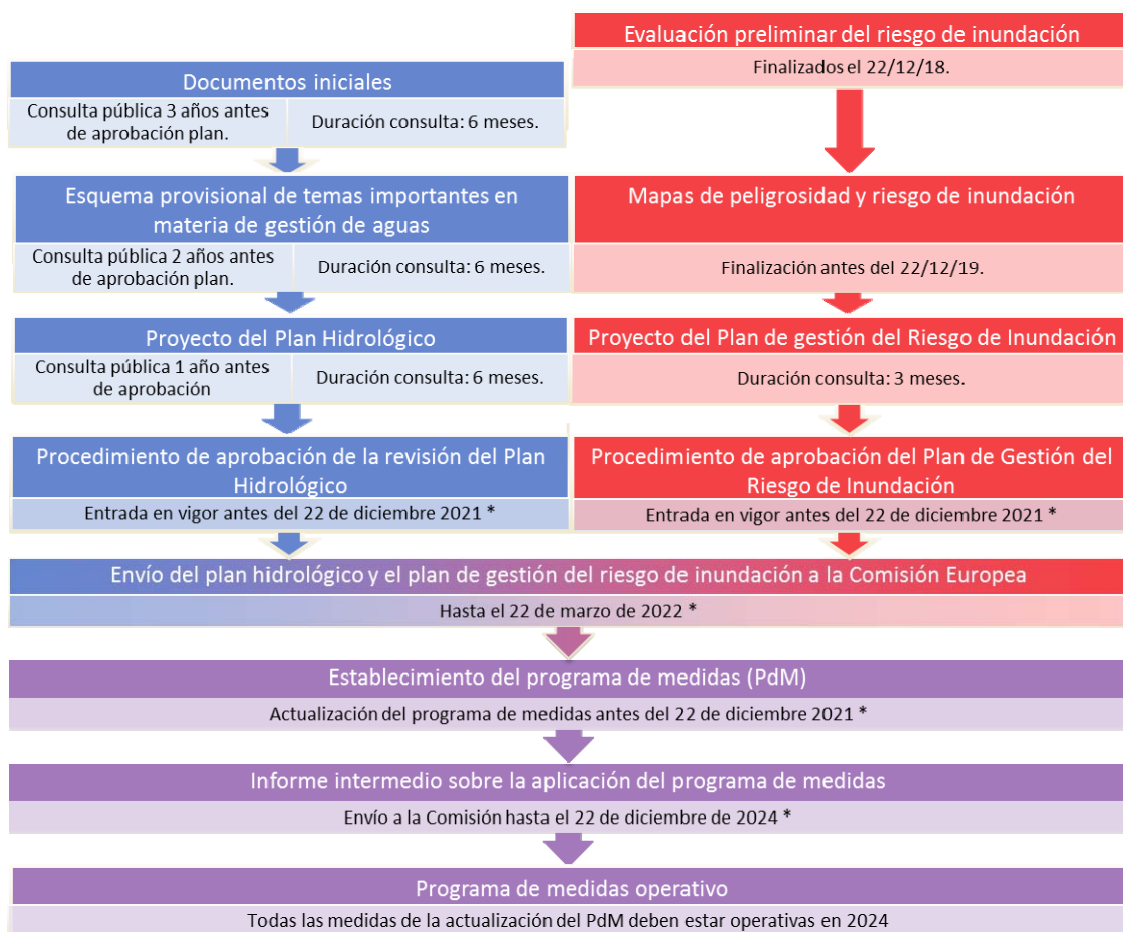 Evaluación preliminar del riesgo de inundación
Finalizados el 22/12/18.
Documentos iniciales
Consulta pública 3 años antes
de aprobación plan.
Duración consulta: 6 meses.
Esquema provisional de temas importantes en
materia de gestión de aguas
Consulta pública 2 años antes
de aprobación plan.
Duración consulta: 6 meses.
Mapas de peligrosidad y riesgo de inundación
Finalización antes del 22/12/19.
Proyecto del Plan Hidrológico
Consulta pública 1 año antes
de aprobación
Duración consulta: 6 meses.
Proyecto del Plan de gestión del Riesgo de Inundación
Duración consulta: 3 meses.
Procedimiento de aprobación de la revisión del Plan
Hidrológico
Entrada en vigor antes del 22 de diciembre 2021 *
Procedimiento de aprobación del Plan de Gestión del
Riesgo de Inundación
Entrada en vigor antes del 22 de diciembre 2021 *
Envío del plan hidrológico y el plan de gestión del riesgo de inundación a la Comisión Europea
Hasta el 22 de marzo de 2022 *
Establecimiento del programa de medidas (PdM)
Actualización del programa de medidas antes del 22 de diciembre 2021 *
Informe intermedio sobre la aplicación del programa de medidas
Envío a la Comisión hasta el 22 de diciembre de 2024 *
Programa de medidas operativo
Todas las medidas de la actualización del PdM deben estar operativas en 2024